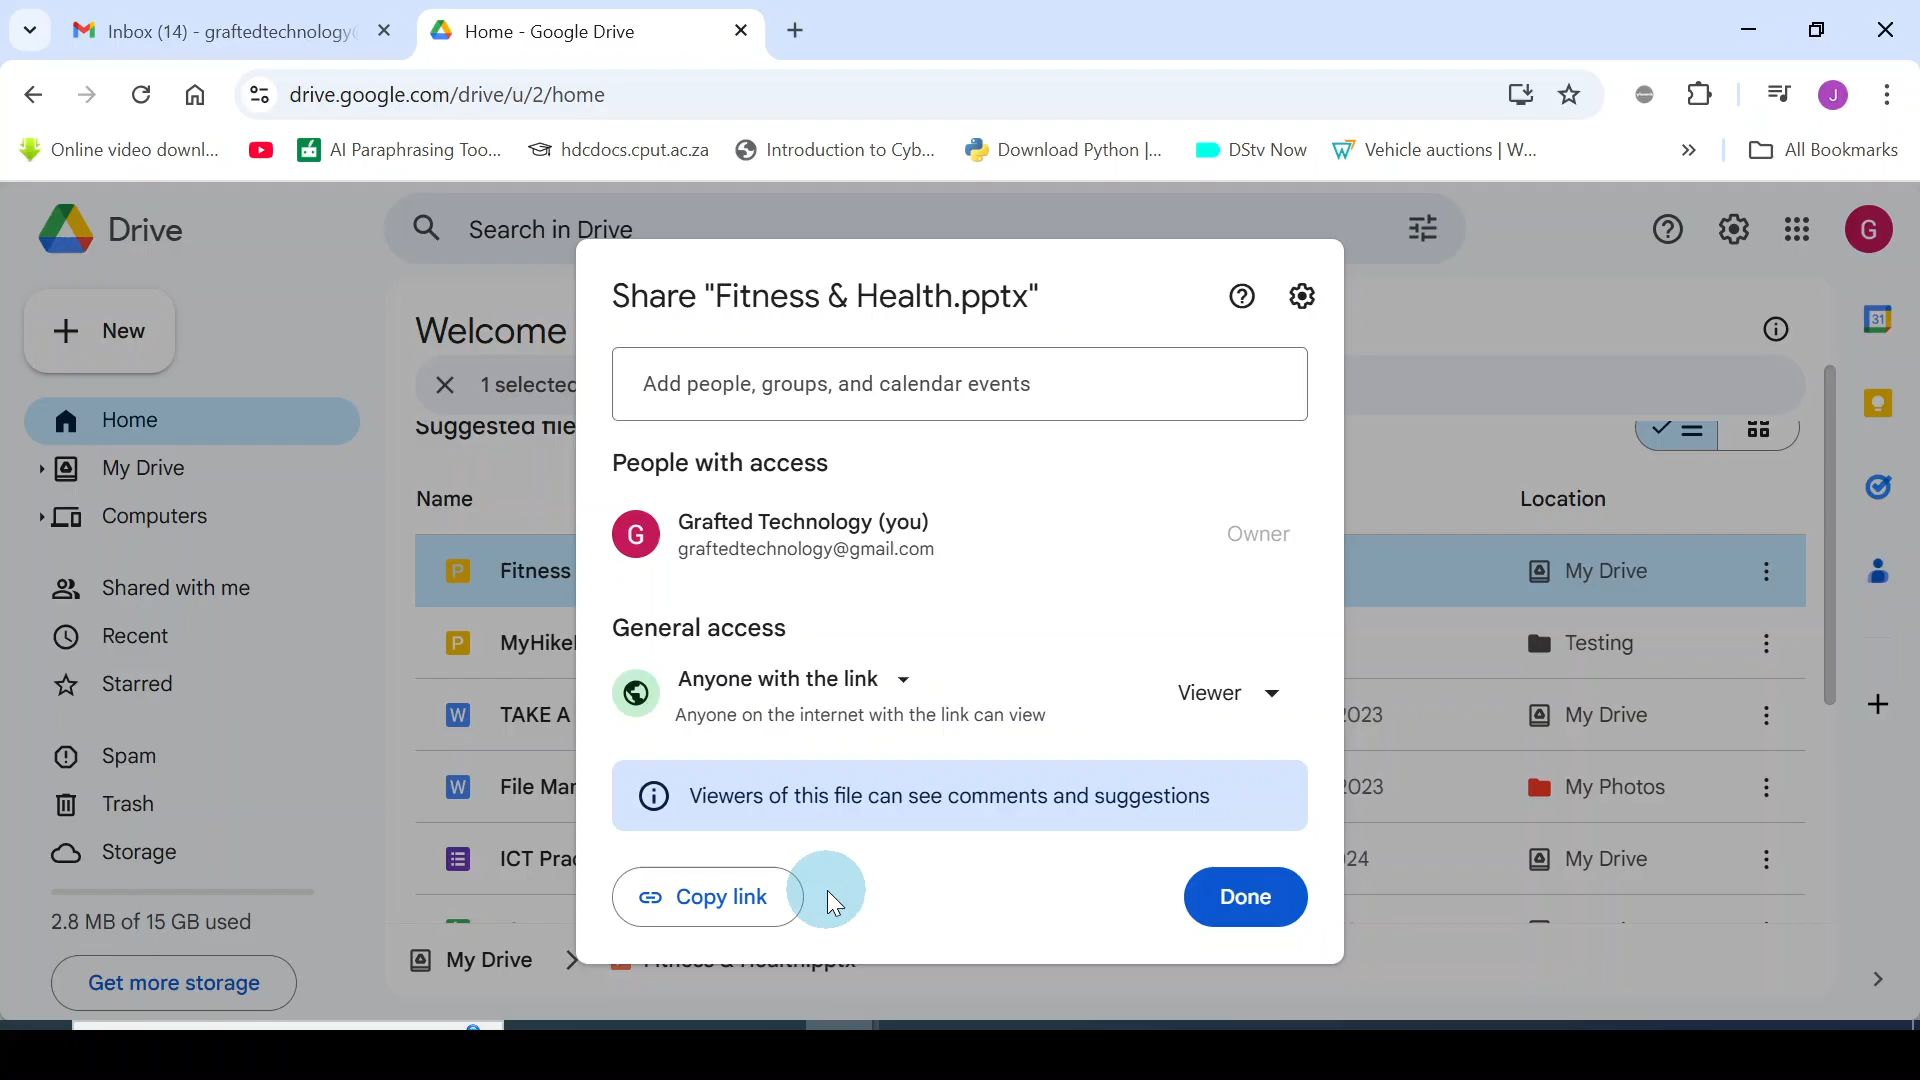 Inbox (14) - graftedtechnology
Home - Google Drive
drive.google.com/drive/u/2/home
J
Online video downl...
AI Paraphrasing Too...
hdcdocs.cput.ac.za
Introduction to Cyb...
Download Python |...
DStv Now
Vehicle auctions | W...
All Bookmarks
Drive
Search in Drive
G
New
Home
My Drive
Computers
Shared with me
Recent
Starred
Spam
Trash
Storage
2.8 MB of 15 GB used
Get more storage
Welcome
1 selected
Suggested file
Name
Location
P Fitness
My Drive
P MyHike
Testing
W TAKE A
2023
My Drive
W File Man
2023
My Photos
ICT Prac
24
My Drive
My Drive
Fitness & Health.pptx
Share "Fitness & Health.pptx"
Add people, groups, and calendar events
People with access
G
Grafted Technology (you)
graftedtechnology@gmail.com
Owner
General access
Anyone with the link
Anyone on the internet with the link can view
Viewer
Viewers of this file can see comments and suggestions
Copy link
Done
31